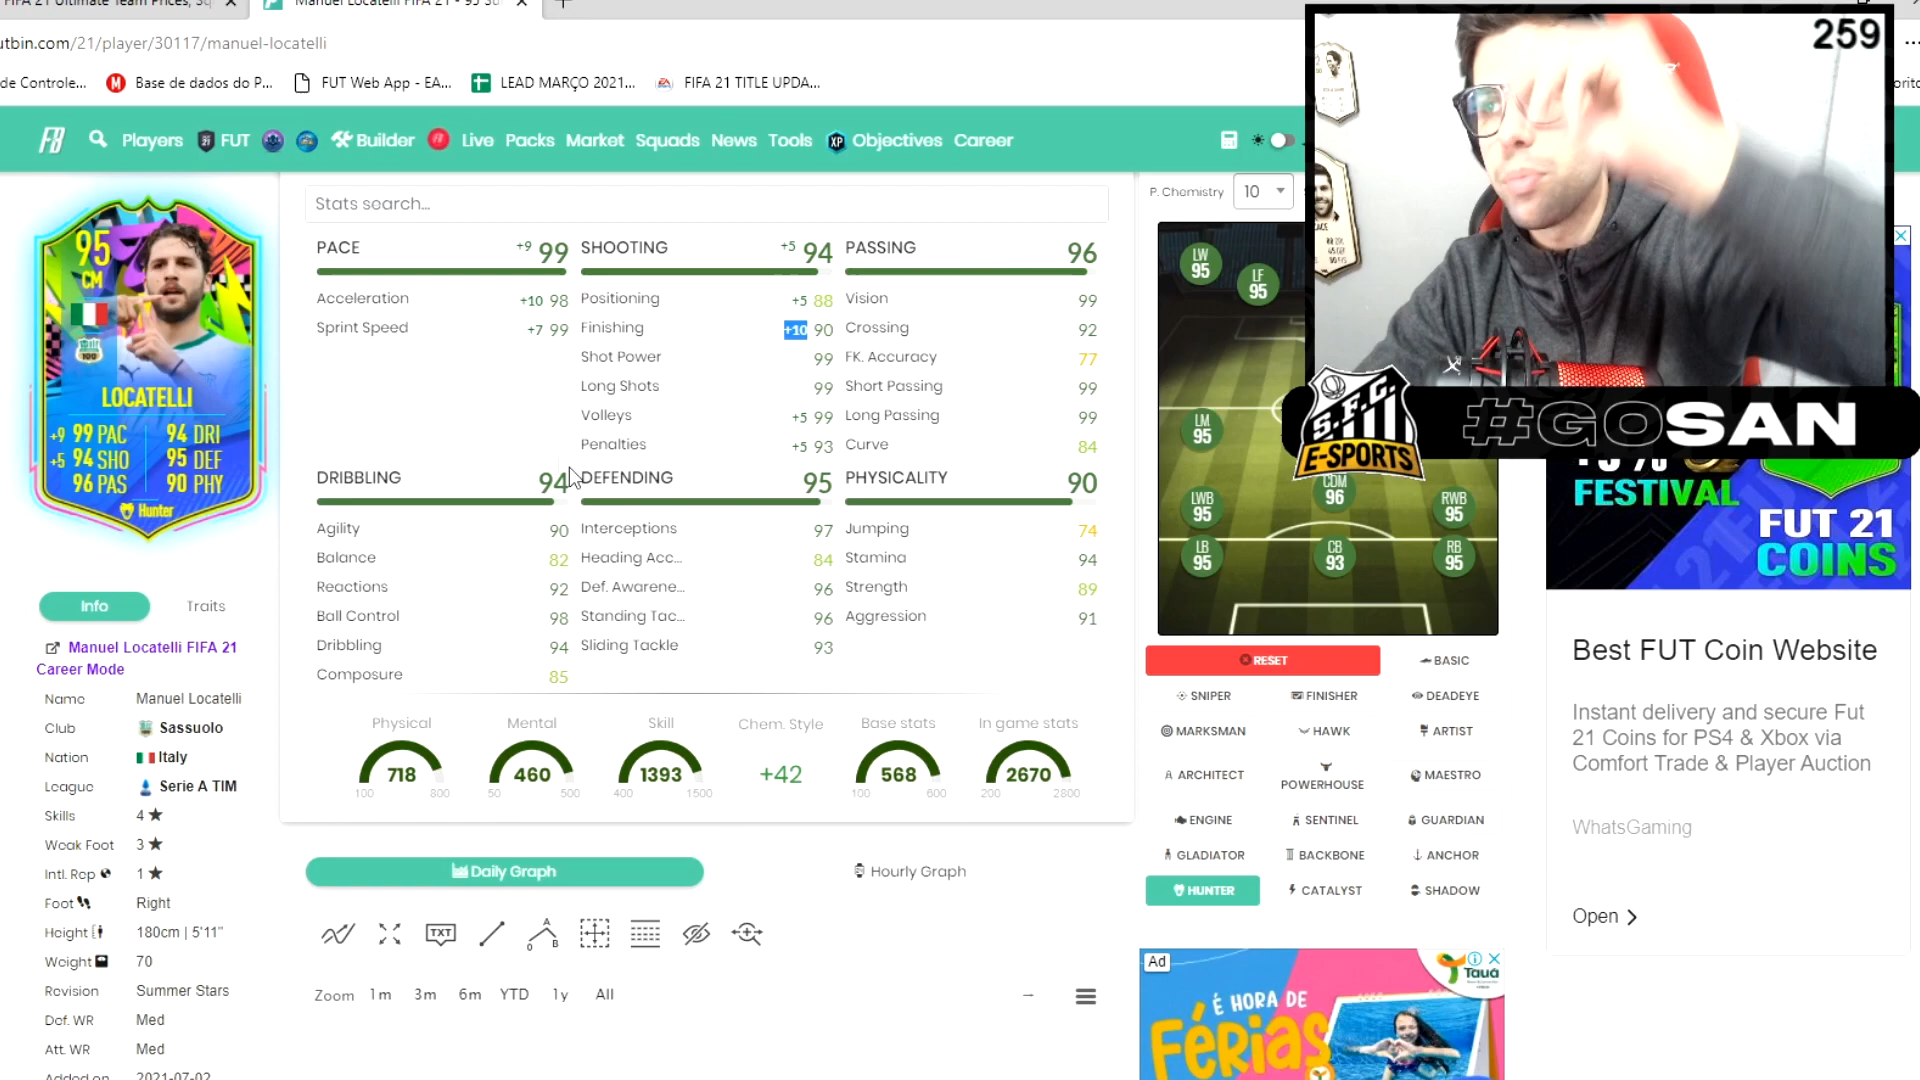 Manuel Locatelli FIFA 21 - 95 Su
utbin.com/21/player/30117/manuel-locatelli
de Controle...
Base de dados do P...
FUT Web App - EA...
LEAD MARÇO 2021...
FIFA 21 TITLE UPDA...
259
Players
FUT
Builder
Live
Packs
Market
Squads
News
Tools
XP
Objectives
Career
Stats search...
P. Chemistry
10
95
CM
100
LOCATELLI
+9 99 PAC
94 DRI
+5 94 SHO
95 DEF
96 PAS
90 PHY
Hunter
PACE +9 99
Acceleration +10 98
Sprint Speed +7 99
SHOOTING +5 94
Positioning +5 88
Finishing +10 90
Shot Power 99
Long Shots 99
Volleys +5 99
Penalties +5 93
PASSING 96
Vision 99
Crossing 92
FK. Accuracy 77
Short Passing 99
Long Passing 99
Curve 84
DRIBBLING 94
Agility 90
Balance 82
Reactions 92
Ball Control 98
Dribbling 94
Composure 85
DEFENDING 95
Interceptions 97
Heading Acc... 84
Def. Awarene... 96
Standing Tac... 96
Sliding Tackle 93
PHYSICALITY 90
Jumping 74
Stamina 94
Strength 89
Aggression 91
Physical
718
100 800
Mental
460
50 500
Skill
1393
400 1500
Chem. Style
+42
Base stats
568
100 600
In game stats
2670
200 2800
Info
Traits
Manuel Locatelli FIFA 21
Career Mode
Name Manuel Locatelli
Club Sassuolo
Nation Italy
League Serie A TIM
Skills 4
Weak Foot 3
Intl. Rep 1
Foot Right
Height 180cm | 5'11"
Weight 70
Revision Summer Stars
Def. WR Med
Att. WR Med
Added on 2021-07-02
Daily Graph
Hourly Graph
TXT
A
0 B
Zoom 1m 3m 6m YTD 1y All
LW
95
LF
95
LM
95
CDM
96
LWB
95
RWB
95
LB
95
CB
93
RB
95
RESET
BASIC
SNIPER
FINISHER
DEADEYE
MARKSMAN
HAWK
ARTIST
ARCHITECT
POWERHOUSE
MAESTRO
ENGINE
SENTINEL
GUARDIAN
GLADIATOR
BACKBONE
ANCHOR
HUNTER
CATALYST
SHADOW
S.F.C.
E-SPORTS
#GOSAN
FESTIVAL
FUT 21
COINS
Best FUT Coin Website
Instant delivery and secure Fut
21 Coins for PS4 & Xbox via
Comfort Trade & Player Auction
WhatsGaming
Open
Ad
Tauá
É HORA DE
Férias